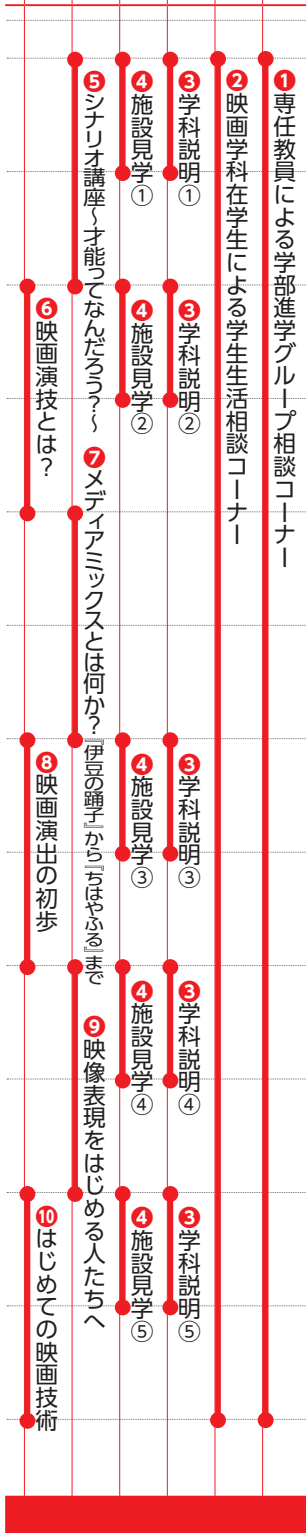 ❶専任教員による学部進学グループ相談コーナー
❷映画学科在学生による学生生活相談コーナー
❸学科説明①
❸学科説明②
❸学科説明③
❸学科説明④
❸学科説明⑤
❹施設見学①
❹施設見学②
❹施設見学③
❹施設見学④
❹施設見学⑤
❺シナリオ講座〜才能ってなんだろう?〜
❼メディアミックスとは何か?『伊豆の踊子』から『ちはやふる』まで
❾映像表現をはじめる人たちへ
❻映画演技とは?
❽映画演出の初歩
❿はじめての映画技術